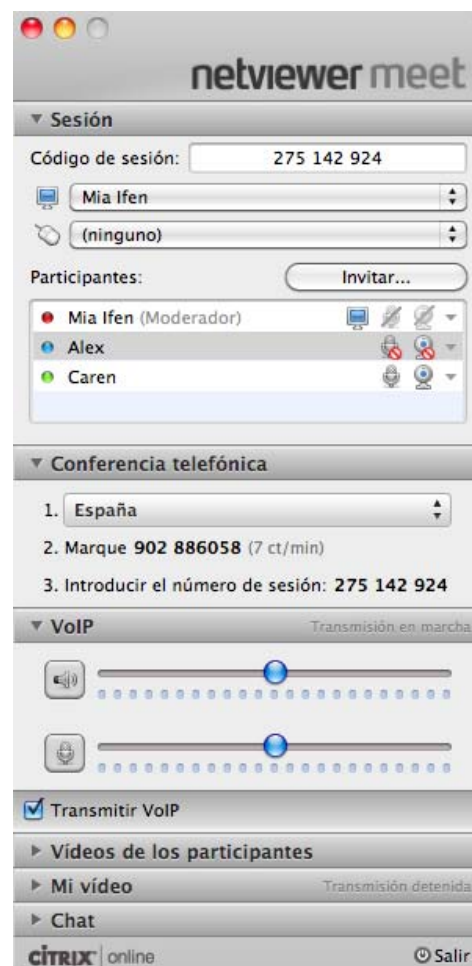 netviewer meet
Sesión
Código de sesión: 275 142 924
Mia Ifen
(ninguno)
Participantes: Invitar...
Mia Ifen (Moderador)
Alex
Caren
Conferencia telefónica
1. España
2. Marque 902 886058 (7 ct/min)
3. Introducir el número de sesión: 275 142 924
VoIP Transmisión en marcha
Transmitir VoIP
Vídeos de los participantes
Mi vídeo Transmisión detenida
Chat
CITRIX online Salir